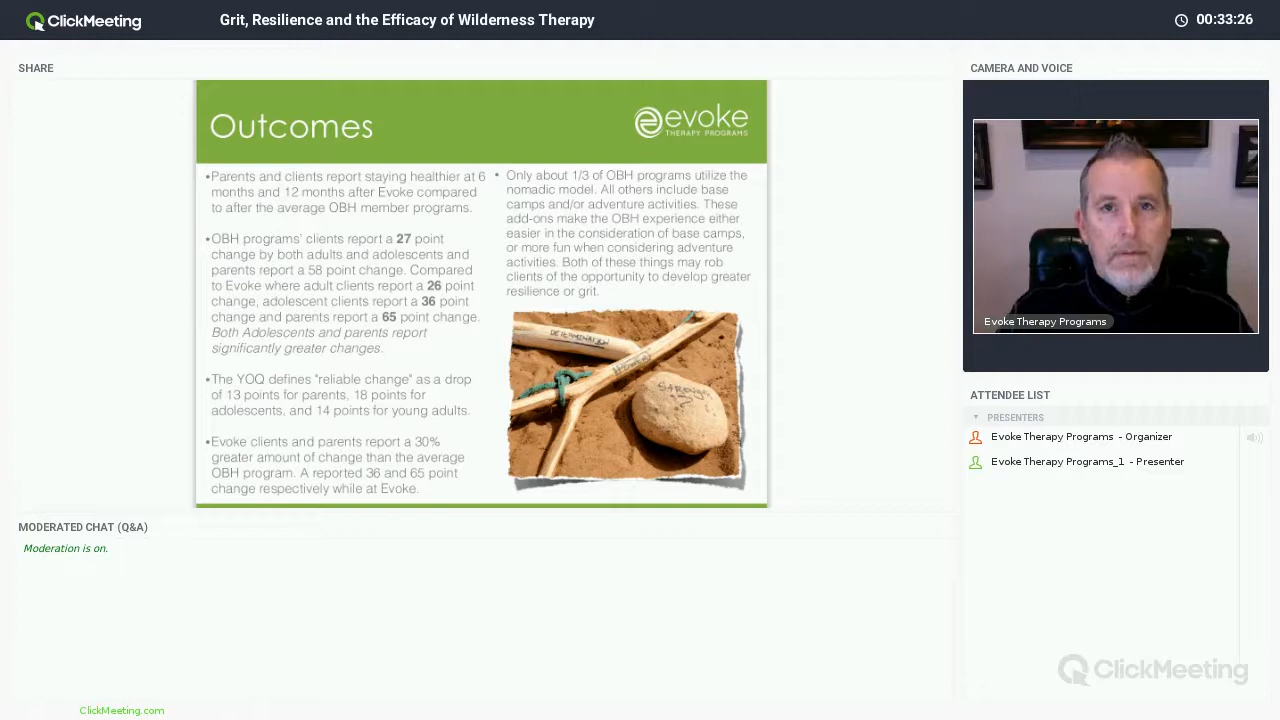 ClickMeeting
Grit, Resilience and the Efficacy of Wilderness Therapy
00:33:26
SHARE
CAMERA AND VOICE
Outcomes
evoke
THERAPY PROGRAMS
•Parents and clients report staying healthier at 6
months and 12 months after Evoke compared
to after the average OBH member programs.
•OBH programs' clients report a 27 point
change by both adults and adolescents and
parents report a 58 point change. Compared
to Evoke where adult clients report a 26 point
change, adolescent clients report a 36 point
change and parents report a 65 point change.
Both Adolescents and parents report
significantly greater changes.
•The YOQ defines "reliable change" as a drop
of 13 points for parents, 18 points for
adolescents, and 14 points for young adults.
•Evoke clients and parents report a 30%
greater amount of change than the average
OBH program. A reported 36 and 65 point
change respectively while at Evoke.
• Only about 1/3 of OBH programs utilize the
nomadic model. All others include base
camps and/or adventure activities. These
add-ons make the OBH experience either
easier in the consideration of base camps,
or more fun when considering adventure
activities. Both of these things may rob
clients of the opportunity to develop greater
resilience or grit.
DETERMINATION
Evoke Therapy Programs
ATTENDEE LIST
PRESENTERS
Evoke Therapy Programs - Organizer
Evoke Therapy Programs_1 - Presenter
MODERATED CHAT (Q&A)
Moderation is on.
ClickMeeting
ClickMeeting.com